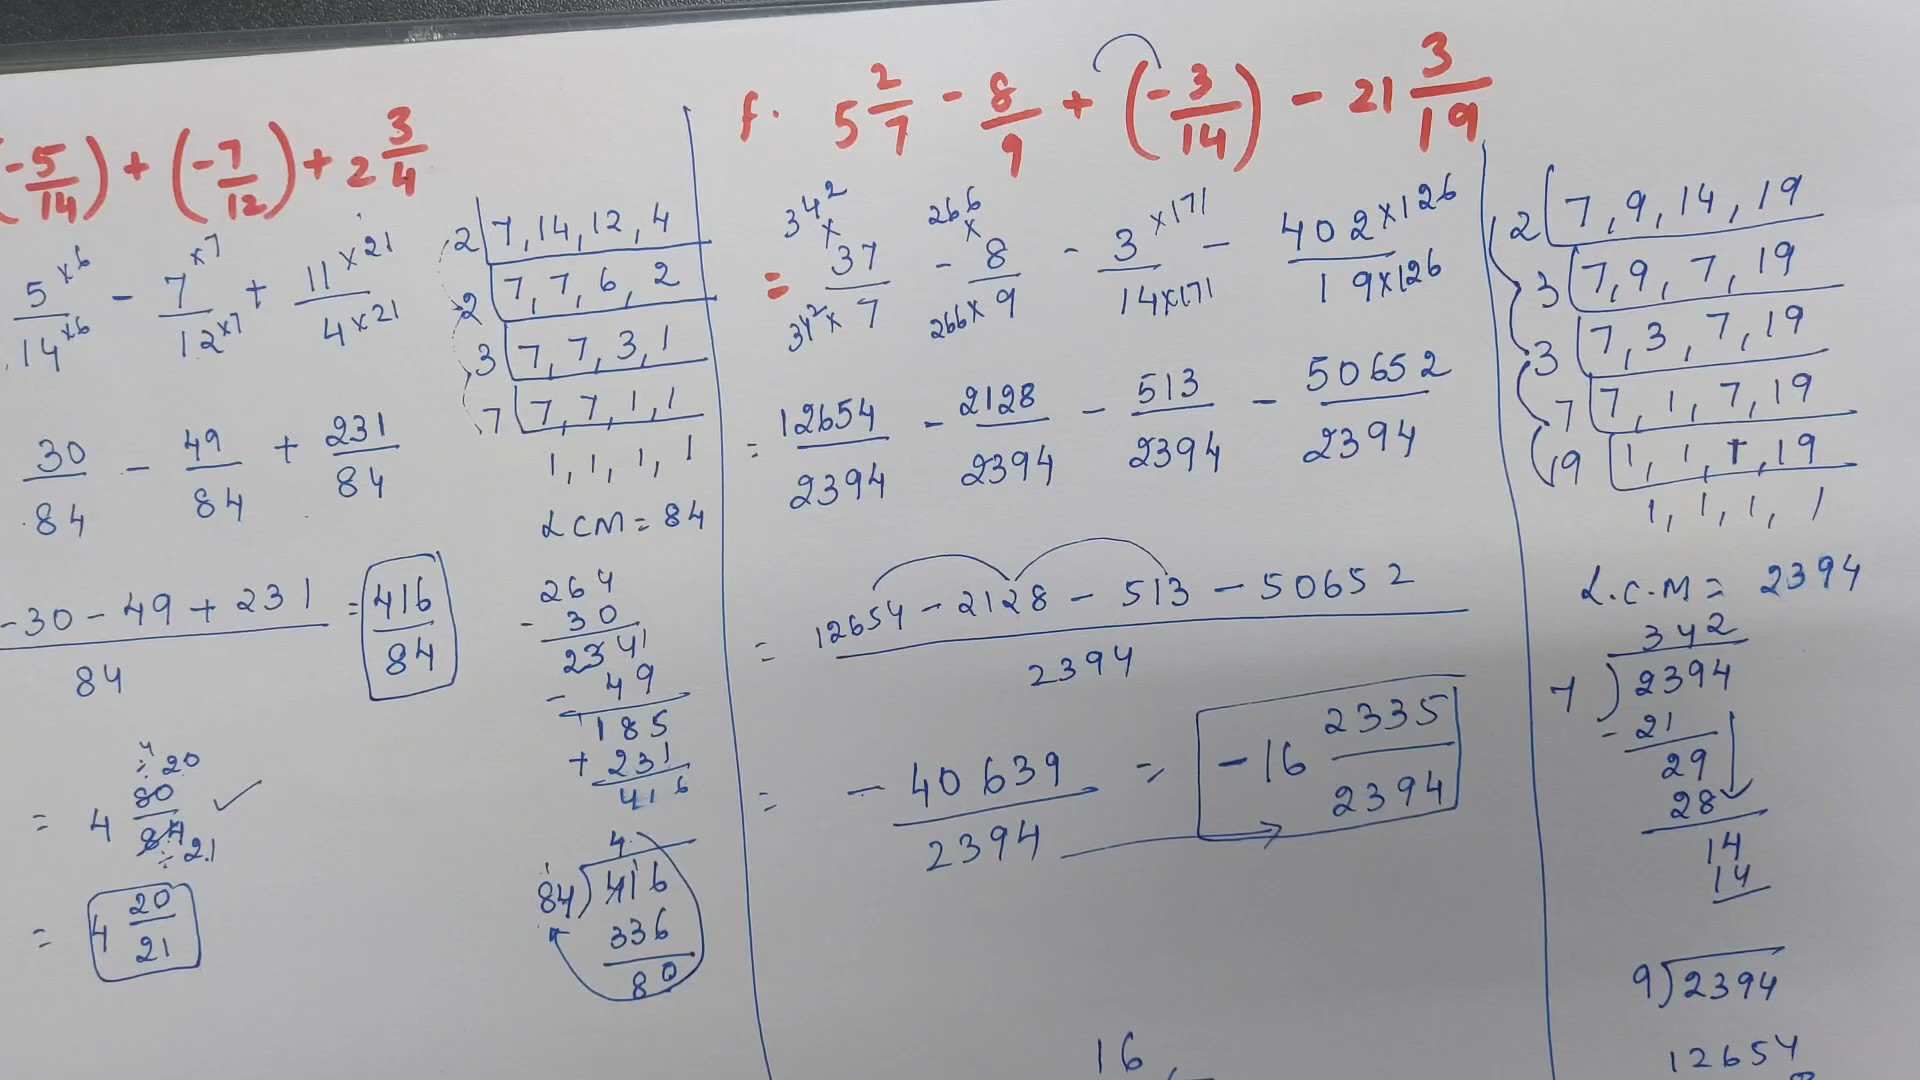 -5/14) + (-7/12) + 2 3/4
5×6/14×6 - 7×7/12×7 + 11×21/4×21
30/84 - 49/84 + 231/84
-30 - 49 + 231/84 = 416/84
= 4 80÷4 20/84÷21
= 4 20/21
2 7, 14, 12, 4
2 7, 7, 6, 2
3 7, 7, 3, 1
7 7, 7, 1, 1
1, 1, 1, 1
LCM = 84
264
- 30
234
- 49
185
+ 231
416
4
84)416
336
80
f. 5 2/7 - 8/9 + (-3/14) - 21 3/19
= 342×37/342×7 - 266×8/266×9 - 3×171/14×171 - 402×126/19×126
= 12654/2394 - 2128/2394 - 513/2394 - 50652/2394
= 12654 - 2128 - 513 - 50652/2394
= -40639/2394 = -16 2335/2394
16
2 7, 9, 14, 19
3 7, 9, 7, 19
3 7, 3, 7, 19
7 7, 1, 7, 19
19 1, 1, 1, 19
1, 1, 1, 1
L.C.M = 2394
342
7)2394
- 21
29
28
14
14
9)2394
12654